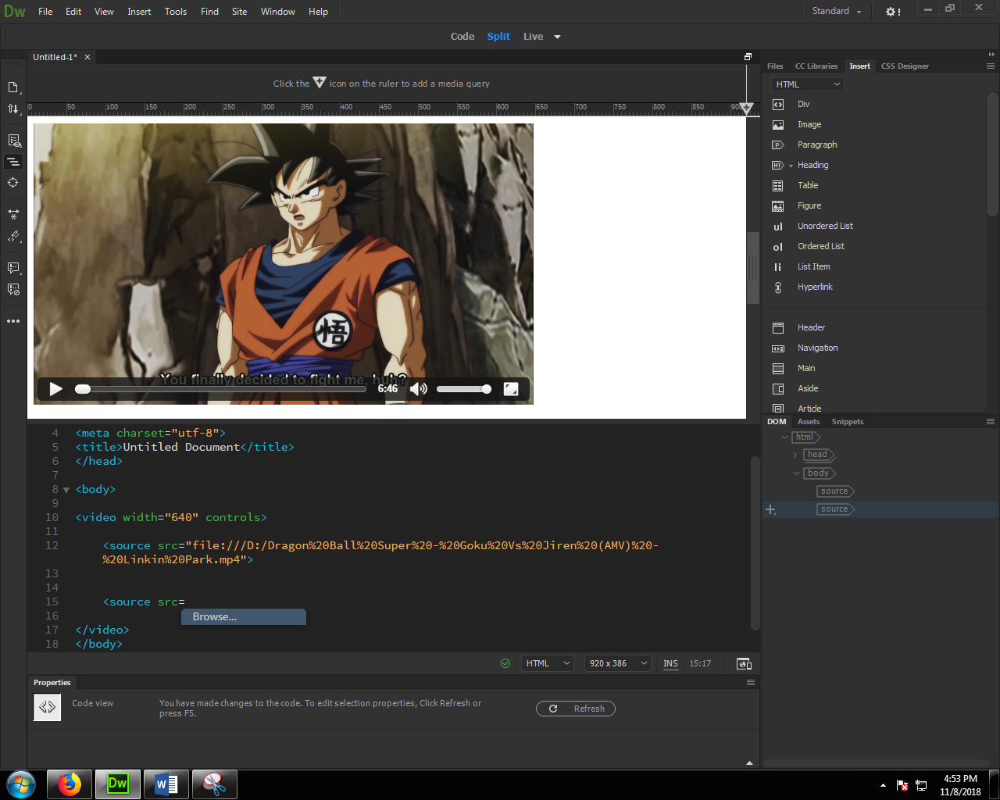 Dw File Edit View Insert Tools Find Site Window Help Standard !
Code Split Live
Untitled-1* ×
Click the icon on the ruler to add a media query
0 50 100 150 200 250 300 350 400 450 500 550 600 650 700 750 800 850
悟
You finally decided to fight me, huh?
6:46
4 <meta charset="utf-8">
5 <title>Untitled Document</title>
6 </head>
7
8 <body>
9
10 <video width="640" controls>
11
12 <source src="file:///D:/Dragon%20Ball%20Super%20-%20Goku%20Vs%20Jiren%20(AMV)%20-
%20Linkin%20Park.mp4">
13
14
15 <source src=
16 Browse...
17 </video>
18 </body>
HTML 920 x 386 INS 15:17
Properties
Code view
You have made changes to the code. To edit selection properties, Click Refresh or
press F5.
Refresh
Files CC Libraries Insert CSS Designer
HTML
Div
Image
Paragraph
H1 Heading
Table
Figure
ul Unordered List
ol Ordered List
li List Item
Hyperlink
Header
Navigation
Main
Aside
Article
DOM Assets Snippets
html
head
body
source
source
Dw
4:53 PM
11/8/2018